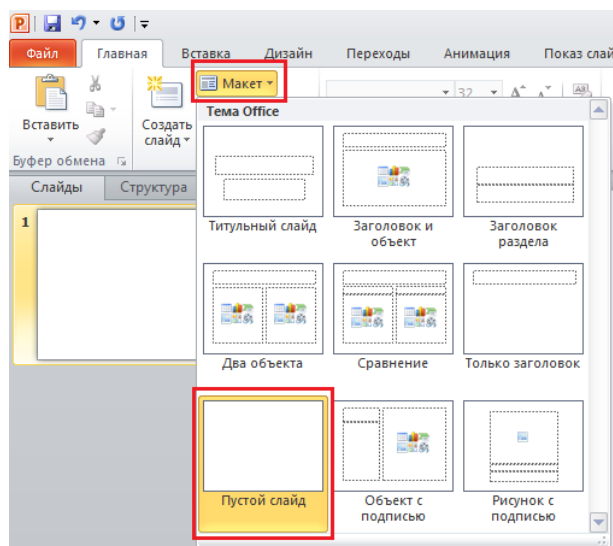 Файл Главная Вставка Дизайн Переходы Анимация Показ слай
Макет
32
Вставить Создать слайд
Буфер обмена
Тема Office
Слайды Структура
1
Титульный слайд Заголовок и объект Заголовок раздела
Два объекта Сравнение Только заголовок
Пустой слайд Объект с подписью Рисунок с подписью